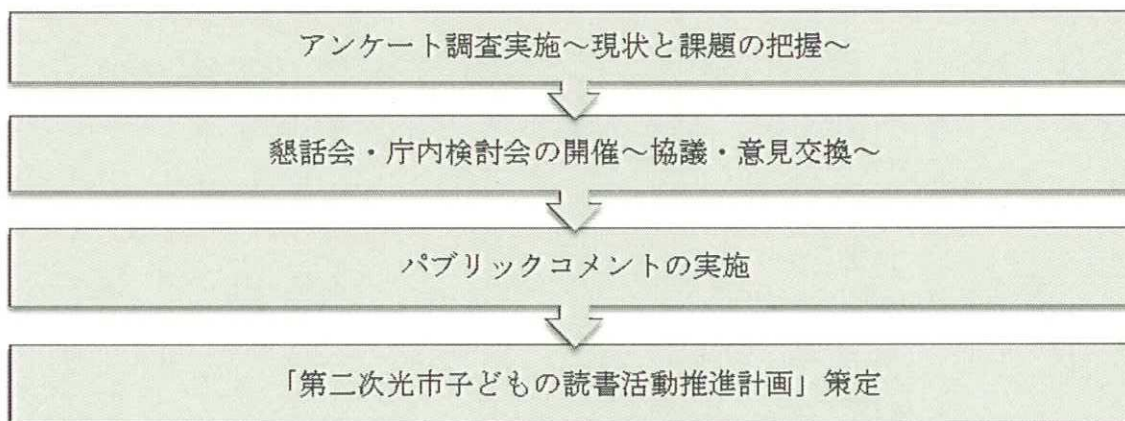 アンケート調査実施～現状と課題の把握～
懇話会・庁内検討会の開催～協議・意見交換～
パブリックコメントの実施
「第二次光市子どもの読書活動推進計画」策定